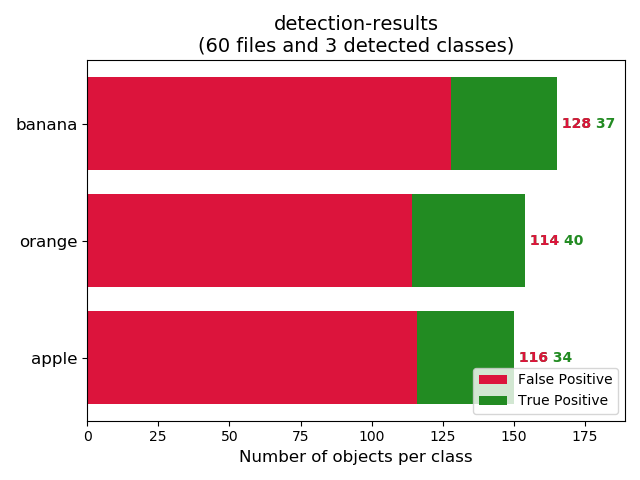 detection-results
(60 files and 3 detected classes)
banana
128 37
orange
114 40
apple
116 34
False Positive
True Positive
0 25 50 75 100 125 150 175
Number of objects per class